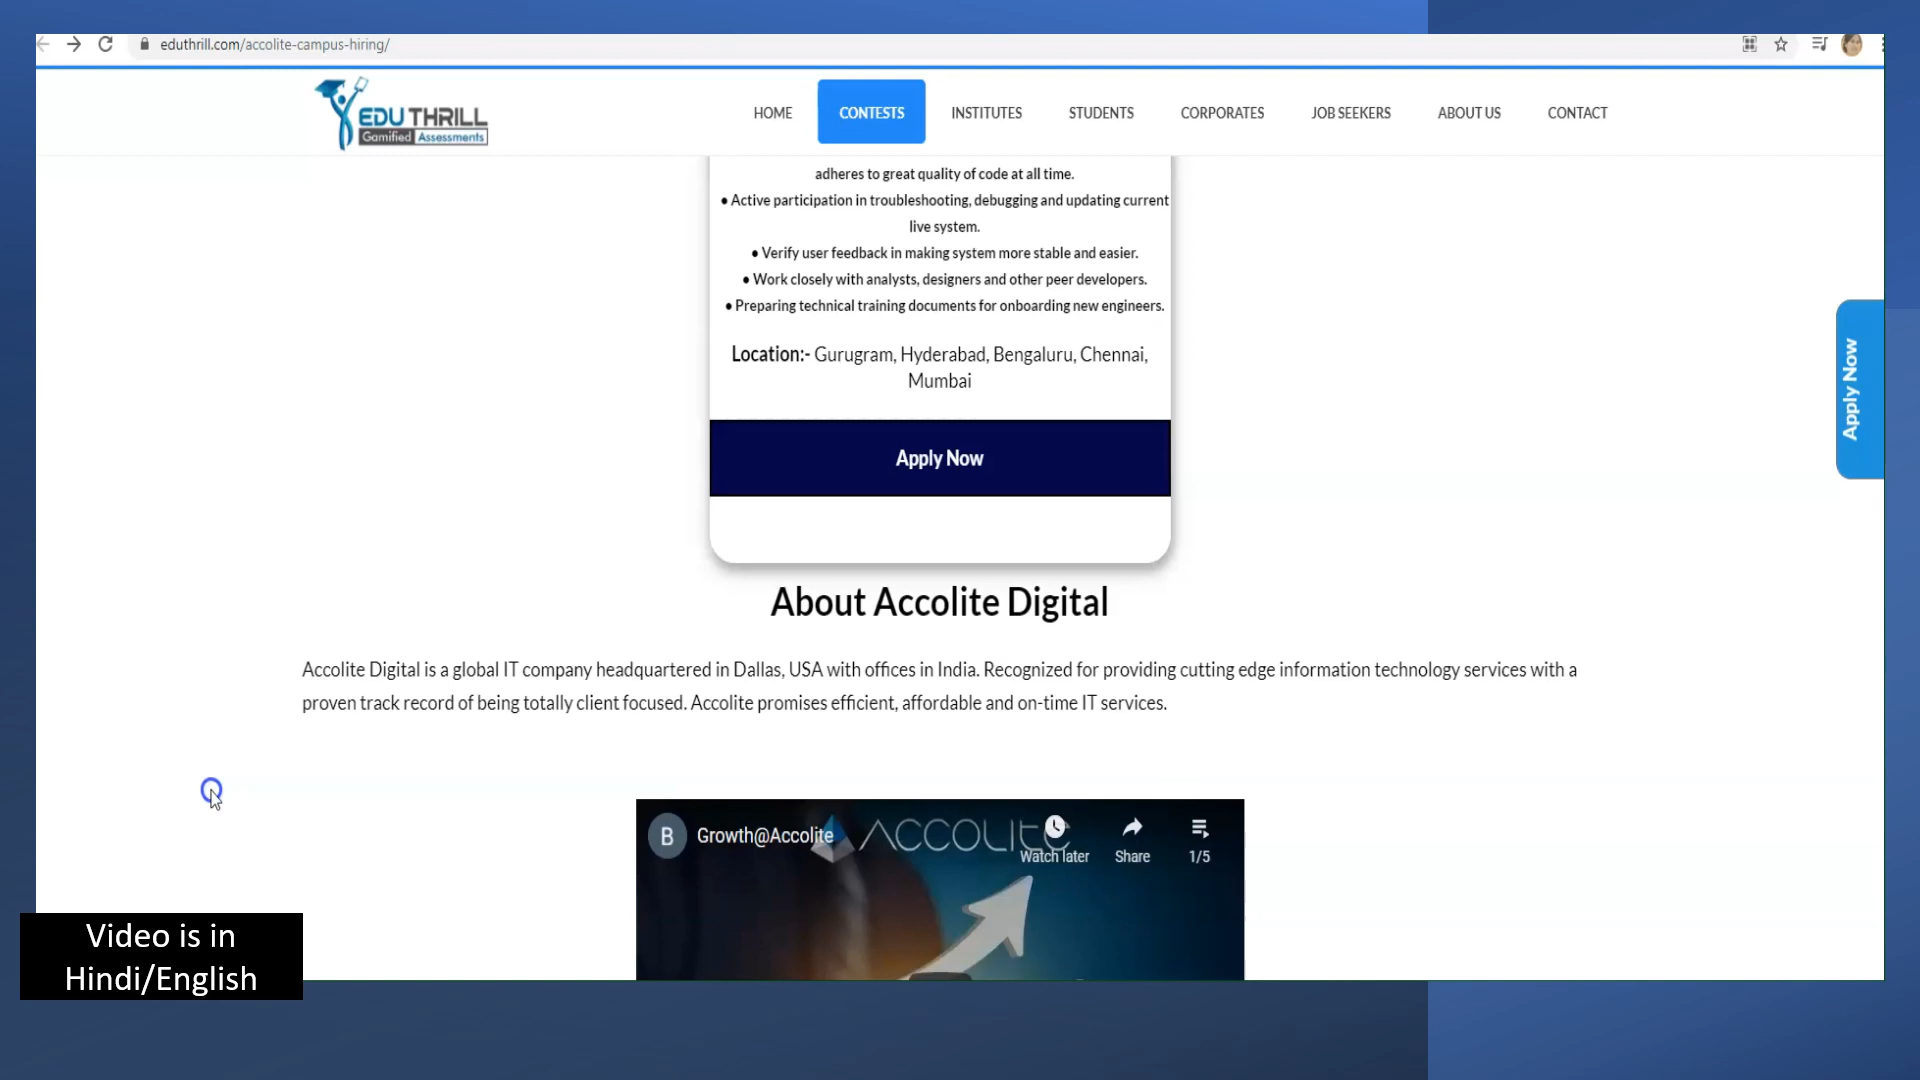 eduthrill.com/accolite-campus-hiring/
EDU THRILL
Gamified Assessments
HOME CONTESTS INSTITUTES STUDENTS CORPORATES JOB SEEKERS ABOUT US CONTACT
adheres to great quality of code at all time.
• Active participation in troubleshooting, debugging and updating current
live system.
• Verify user feedback in making system more stable and easier.
• Work closely with analysts, designers and other peer developers.
• Preparing technical training documents for onboarding new engineers.
Location:- Gurugram, Hyderabad, Bengaluru, Chennai,
Mumbai
Apply Now
Apply Now
About Accolite Digital
Accolite Digital is a global IT company headquartered in Dallas, USA with offices in India. Recognized for providing cutting edge information technology services with a
proven track record of being totally client focused. Accolite promises efficient, affordable and on-time IT services.
B Growth@Accolite ACCOLITE
Watch later Share 1/5
Video is in
Hindi/English